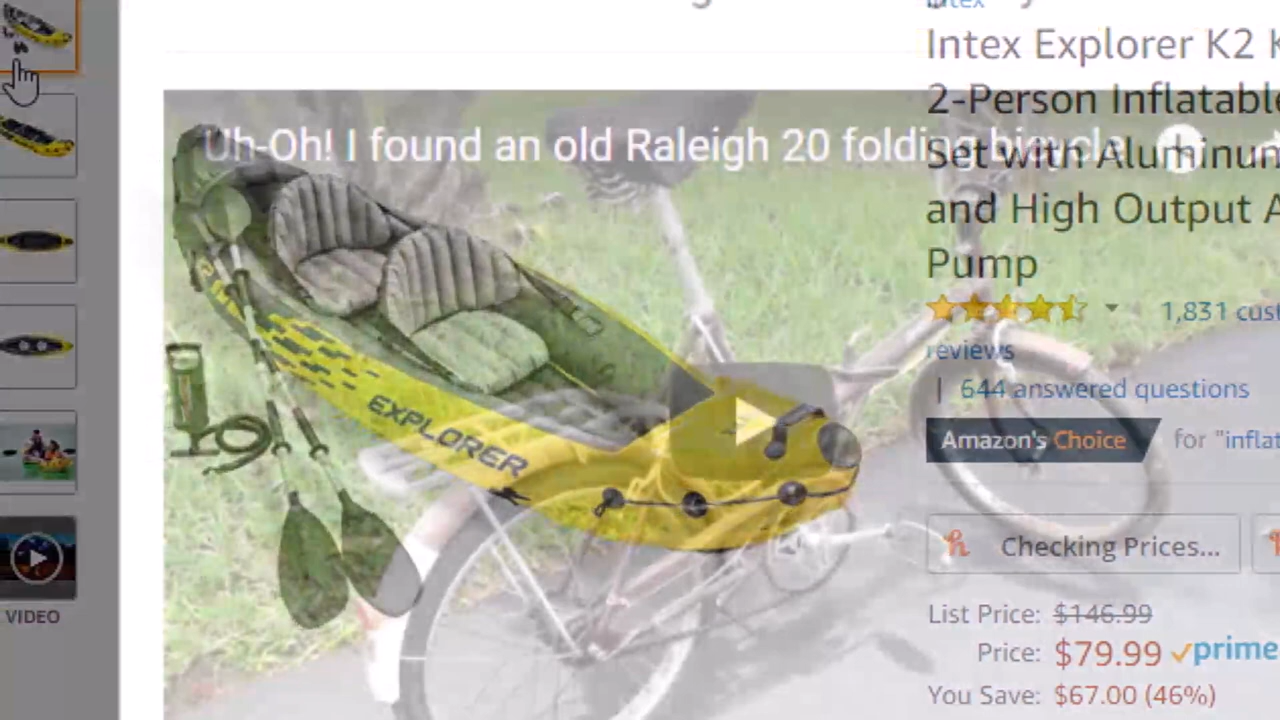 Intex
Intex Explorer K2 K
2-Person Inflatable
Uh-Oh! I found an old Raleigh 20 folding bicycle
Set with Aluminum
and High Output A
Pump
1,831 cust
reviews
| 644 answered questions
Amazon's Choice for "inflat
EXPLORER
Checking Prices...
List Price: $146.99
Price: $79.99 prime
You Save: $67.00 (46%)
VIDEO